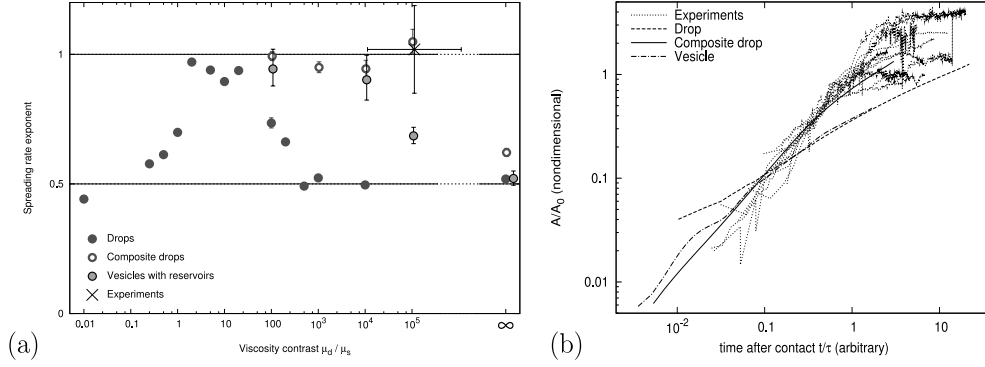 1
0.5
0
Spreading rate exponent
Drops
Composite drops
Vesicles with reservoirs
Experiments
0.01 0.1 1 10 100 10³ 10⁴ 10⁵ ∞
Viscosity contrast μd / μs
(a)
1
0.1
0.01
A/A0 (nondimensional)
Experiments
Drop
Composite drop
Vesicle
10⁻² 0.1 1 10
time after contact t/τ (arbitrary)
(b)